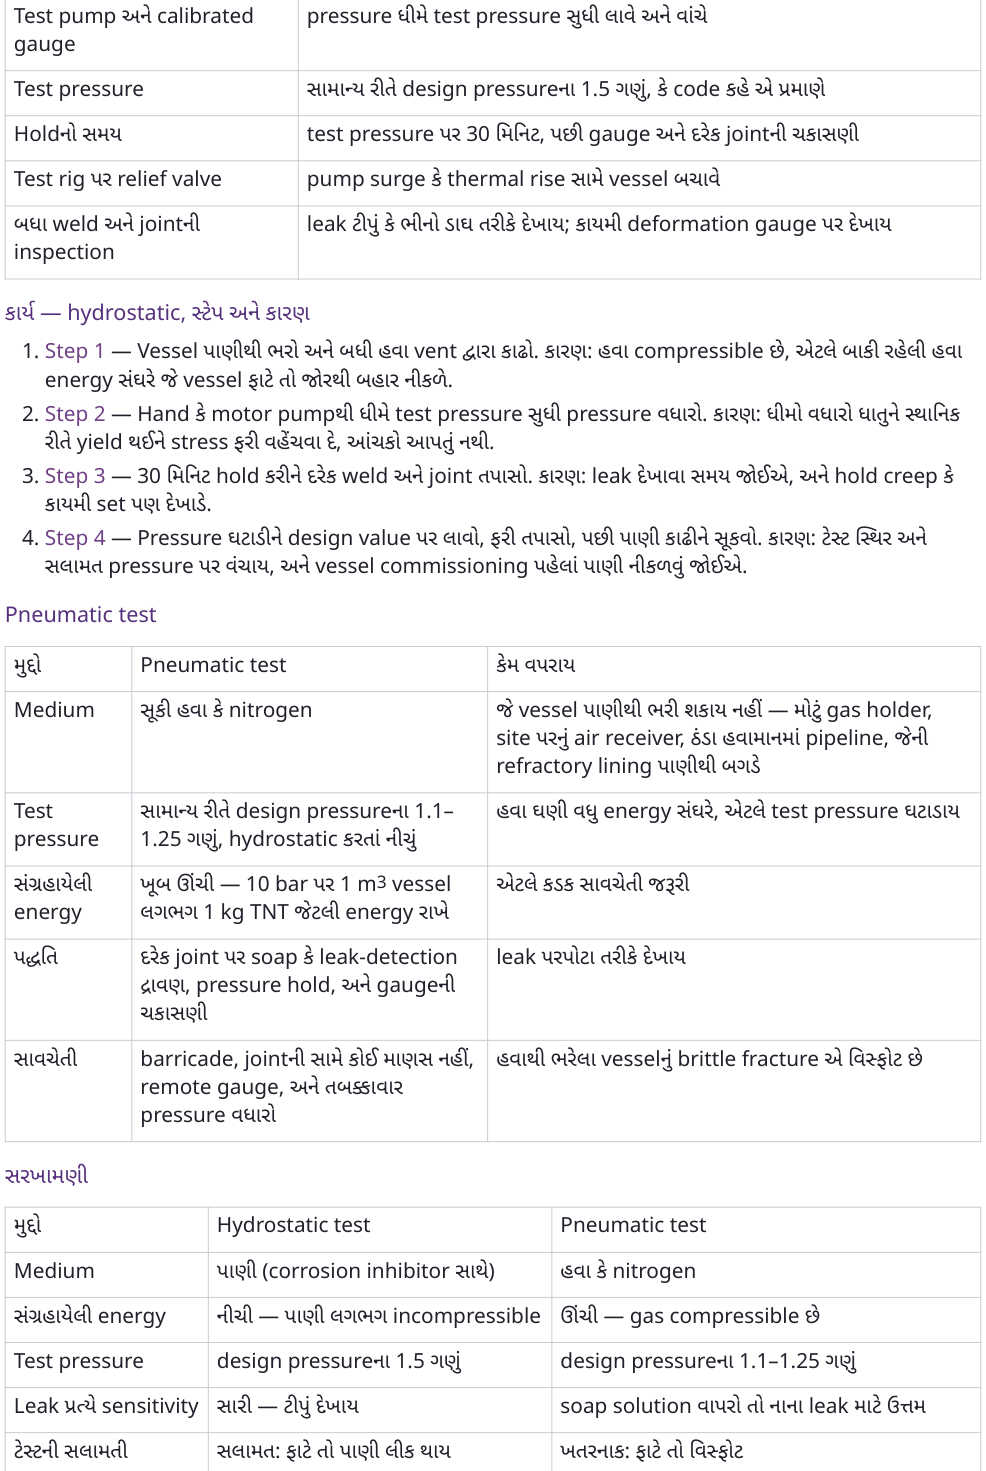 Test pump અને calibrated
gauge
pressure ધીમે test pressure સુધી લાવે અને વાંચે
Test pressure
સામાન્ય રીતે design pressureના 1.5 ગણું, કે code કહે એ પ્રમાણે
Holdનો સમય
test pressure પર 30 મિનિટ, પછી gauge અને દરેક jointની ચકાસણી
Test rig પર relief valve
pump surge કે thermal rise સામે vessel બચાવે
બધા weld અને jointની
inspection
leak ટીપું કે ભીનો ડાઘ તરીકે દેખાય; કાયમી deformation gauge પર દેખાય
કાર્ય — hydrostatic, સ્ટેપ અને કારણ
1. Step 1 — Vessel પાણીથી ભરો અને બધી હવા vent દ્વારા કાઢો. કારણ: હવા compressible છે, એટલે બાકી રહેલી હવા
energy સંઘરે જે vessel ફાટે તો જોરથી બહાર નીકળે.
2. Step 2 — Hand કે motor pumpથી ધીમે test pressure સુધી pressure વધારો. કારણ: ધીમો વધારો ધાતુને સ્થાનિક
રીતે yield થઈને stress ફરી વહેંચવા દે, આંચકો આપતું નથી.
3. Step 3 — 30 મિનિટ hold કરીને દરેક weld અને joint તપાસો. કારણ: leak દેખાવા સમય જોઈએ, અને hold creep કે
કાયમી set પણ દેખાડે.
4. Step 4 — Pressure ઘટાડીને design value પર લાવો, ફરી તપાસો, પછી પાણી કાઢીને સૂકવો. કારણ: ટેસ્ટ સ્થિર અને
સલામત pressure પર વંચાય, અને vessel commissioning પહેલાં પાણી નીકળવું જોઈએ.
Pneumatic test
મુદ્દો
Pneumatic test
કેમ વપરાય
Medium
સૂકી હવા કે nitrogen
જે vessel પાણીથી ભરી શકાય નહીં — મોટું gas holder,
site પરનું air receiver, ઠંડા હવામાનમાં pipeline, જેની
refractory lining પાણીથી બગડે
Test
pressure
સામાન્ય રીતે design pressureના 1.1–
1.25 ગણું, hydrostatic કરતાં નીચું
હવા ઘણી વધુ energy સંઘરે, એટલે test pressure ઘટાડાય
સંગ્રહાયેલી
energy
ખૂબ ઊંચી — 10 bar પર 1 m3 vessel
લગભગ 1 kg TNT જેટલી energy રાખે
એટલે કડક સાવચેતી જરૂરી
પદ્ધતિ
દરેક joint પર soap કે leak-detection
દ્રાવણ, pressure hold, અને gaugeની
ચકાસણી
leak પરપોટા તરીકે દેખાય
સાવચેતી
barricade, jointની સામે કોઈ માણસ નહીં,
remote gauge, અને તબક્કાવાર
pressure વધારો
હવાથી ભરેલા vesselનું brittle fracture એ વિસ્ફોટ છે
સરખામણી
મુદ્દો
Hydrostatic test
Pneumatic test
Medium
પાણી (corrosion inhibitor સાથે)
હવા કે nitrogen
સંગ્રહાયેલી energy
નીચી — પાણી લગભગ incompressible
ઊંચી — gas compressible છે
Test pressure
design pressureના 1.5 ગણું
design pressureના 1.1–1.25 ગણું
Leak પ્રત્યે sensitivity
સારી — ટીપું દેખાય
soap solution વાપરો તો નાના leak માટે ઉત્તમ
ટેસ્ટની સલામતી
સલામત: ફાટે તો પાણી લીક થાય
ખતરનાક: ફાટે તો વિસ્ફોટ